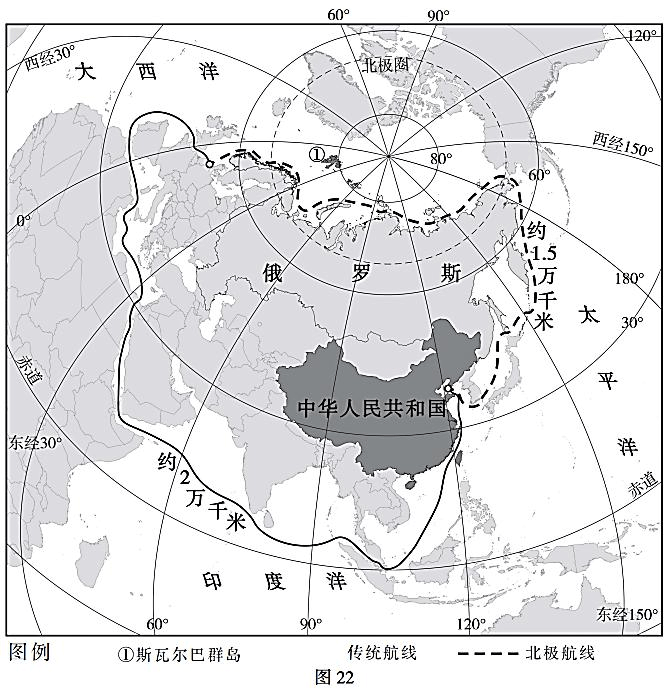 60°
90°
120°
西经30°
大 西 洋
北极圈
西经150°
①
80°
60°
0°
约1.5万千米
俄 罗 斯
180°
太 平 洋
30°
赤道
中华人民共和国
东经30°
约2万千米
赤道
印 度 洋
东经150°
60°
90°
120°
图例 ①斯瓦尔巴群岛 传统航线 北极航线
图 22